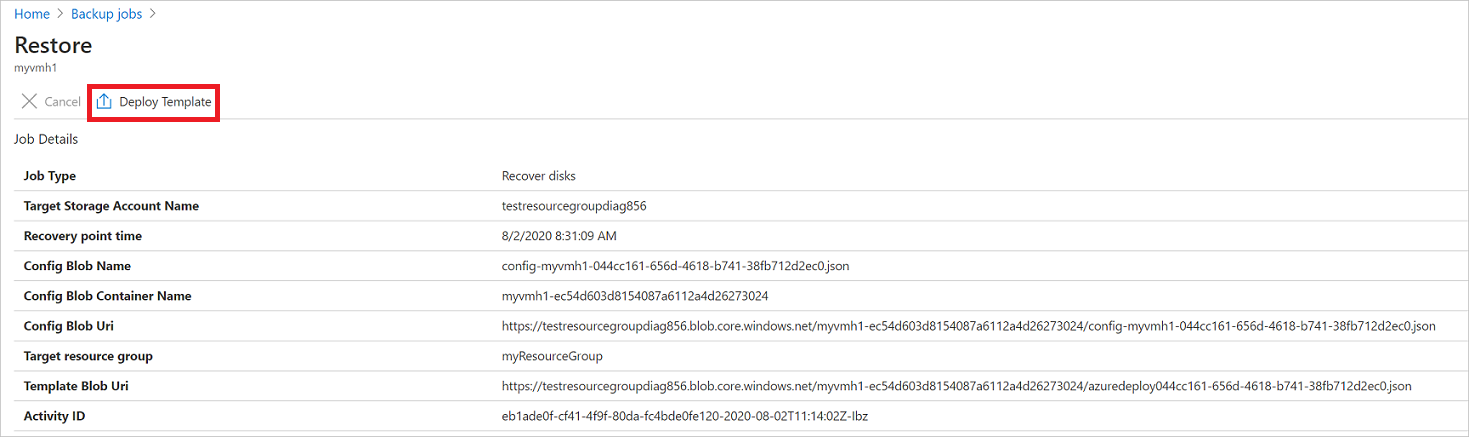 Home > Backup jobs >
Restore
myvmh1
Cancel Deploy Template
Job Details
Job Type Recover disks
Target Storage Account Name testresourcegroupdiag856
Recovery point time 8/2/2020 8:31:09 AM
Config Blob Name config-myvmh1-044cc161-656d-4618-b741-38fb712d2ec0.json
Config Blob Container Name myvmh1-ec54d603d8154087a6112a4d26273024
Config Blob Uri https://testresourcegroupdiag856.blob.core.windows.net/myvmh1-ec54d603d8154087a6112a4d26273024/config-myvmh1-044cc161-656d-4618-b741-38fb712d2ec0.json
Target resource group myResourceGroup
Template Blob Uri https://testresourcegroupdiag856.blob.core.windows.net/myvmh1-ec54d603d8154087a6112a4d26273024/azuredeploy044cc161-656d-4618-b741-38fb712d2ec0.json
Activity ID eb1ade0f-cf41-4f9f-80da-fc4bde0fe120-2020-08-02T11:14:02Z-Ibz